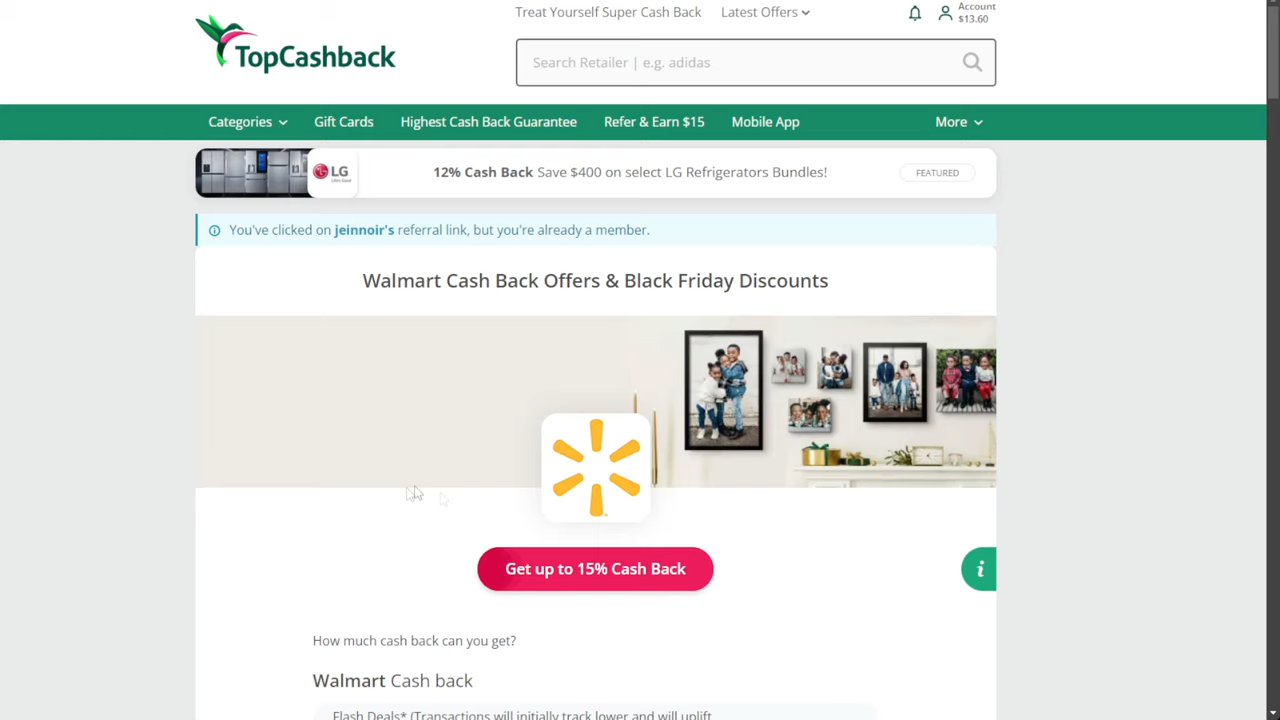 Treat Yourself Super Cash Back
Latest Offers
Account
$13.60
TopCashback
Search Retailer | e.g. adidas
Categories
Gift Cards
Highest Cash Back Guarantee
Refer & Earn $15
Mobile App
More
LG
12% Cash Back Save $400 on select LG Refrigerators Bundles!
FEATURED
You've clicked on jeinnoir's referral link, but you're already a member.
Walmart Cash Back Offers & Black Friday Discounts
Get up to 15% Cash Back
i
How much cash back can you get?
Walmart Cash back
Flash Deals* (Transactions will initially track lower and will uplift